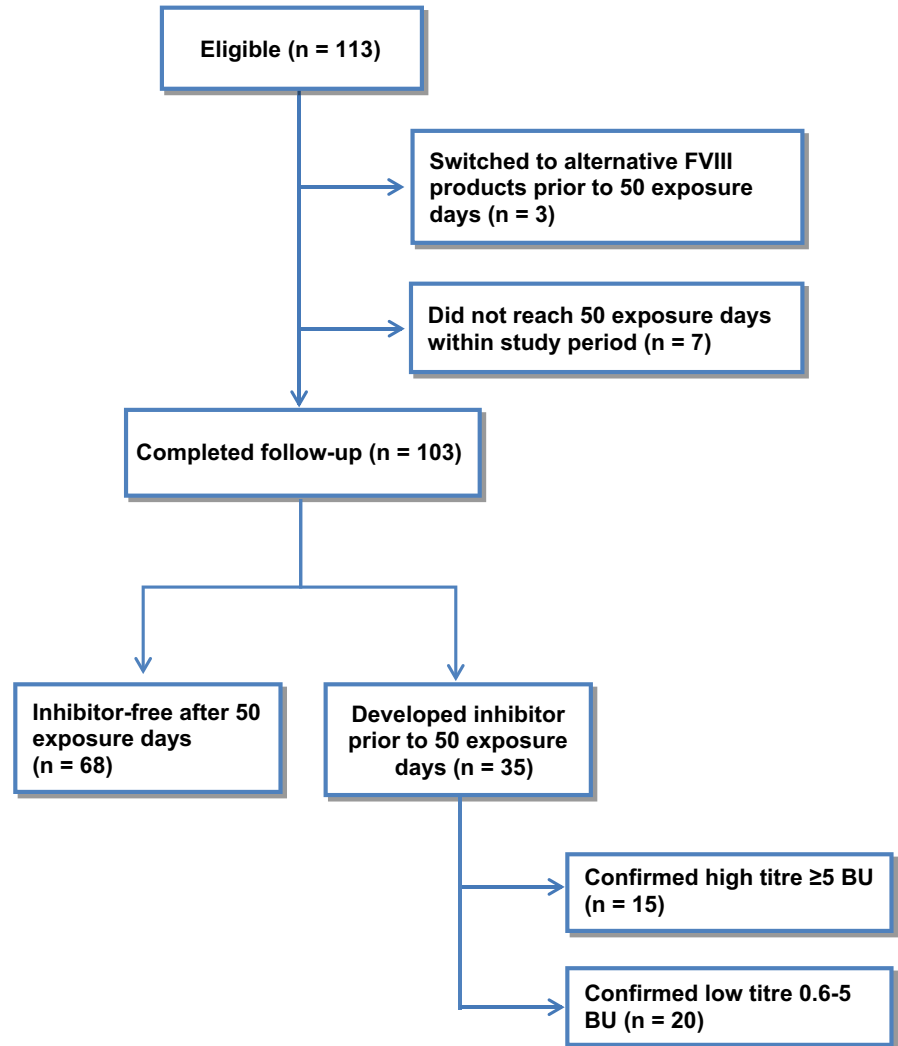 Eligible (n = 113)
Switched to alternative FVIII
products prior to 50 exposure
days (n = 3)
Did not reach 50 exposure days
within study period (n = 7)
Completed follow-up (n = 103)
Inhibitor-free after 50
exposure days
(n = 68)
Developed inhibitor
prior to 50 exposure
days (n = 35)
Confirmed high titre ≥5 BU
(n = 15)
Confirmed low titre 0.6-5
BU (n = 20)